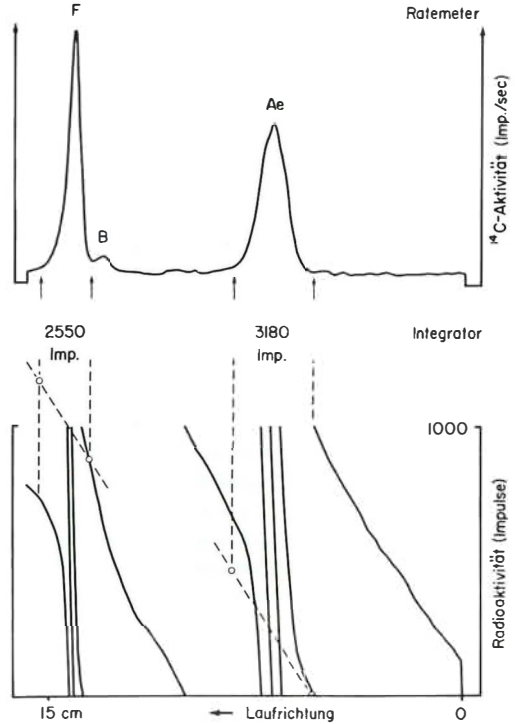 F
Ratemeter
Ae
B
¹⁴C-Aktivität (Imp./sec)
2550
Imp.
3180
Imp.
Integrator
1000
Radioaktivität (Impulse)
15 cm
← Laufrichtung
0